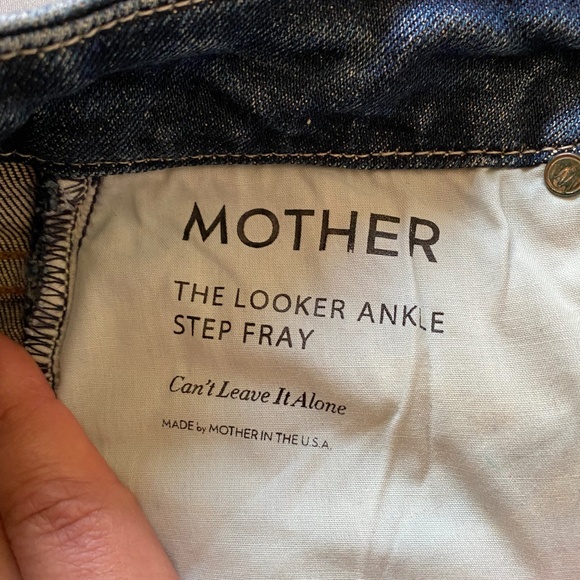 MOTHER
THE LOOKER ANKLE
STEP FRAY
Can't Leave It Alone
MADE by MOTHER IN THE U.S.A.